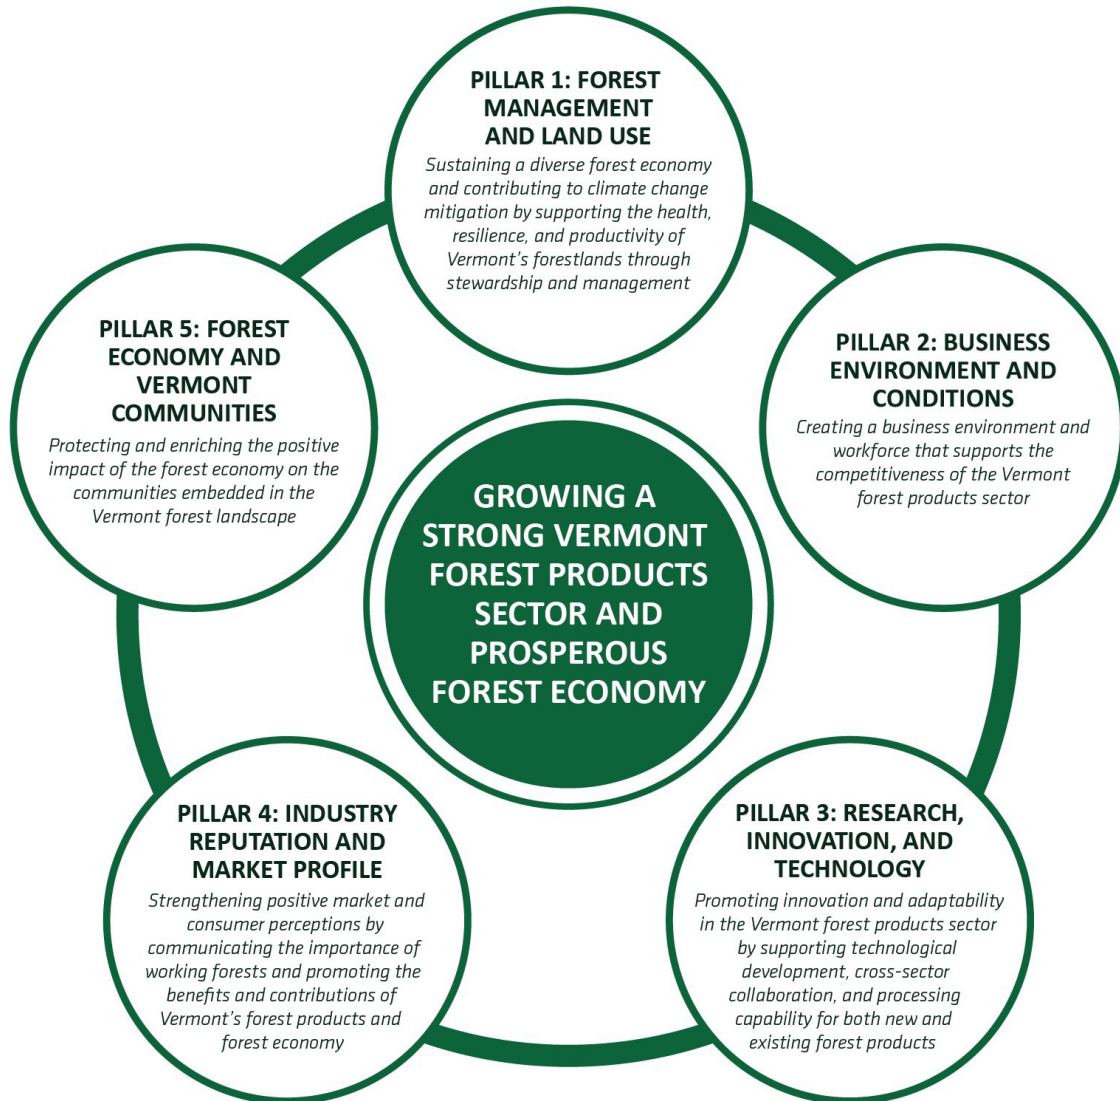 PILLAR 1: FOREST
MANAGEMENT
AND LAND USE
Sustaining a diverse forest economy
and contributing to climate change
mitigation by supporting the health,
resilience, and productivity of
Vermont's forestlands through
stewardship and management
PILLAR 2: BUSINESS
ENVIRONMENT AND
CONDITIONS
Creating a business environment and
workforce that supports the
competitiveness of the Vermont
forest products sector
PILLAR 3: RESEARCH,
INNOVATION, AND
TECHNOLOGY
Promoting innovation and adaptability
in the Vermont forest products sector
by supporting technological
development, cross-sector
collaboration, and processing
capability for both new and
existing forest products
PILLAR 4: INDUSTRY
REPUTATION AND
MARKET PROFILE
Strengthening positive market and
consumer perceptions by
communicating the importance of
working forests and promoting the
benefits and contributions of
Vermont's forest products and
forest economy
PILLAR 5: FOREST
ECONOMY AND
VERMONT
COMMUNITIES
Protecting and enriching the positive
impact of the forest economy on the
communities embedded in the
Vermont forest landscape
GROWING A
STRONG VERMONT
FOREST PRODUCTS
SECTOR AND
PROSPEROUS
FOREST ECONOMY